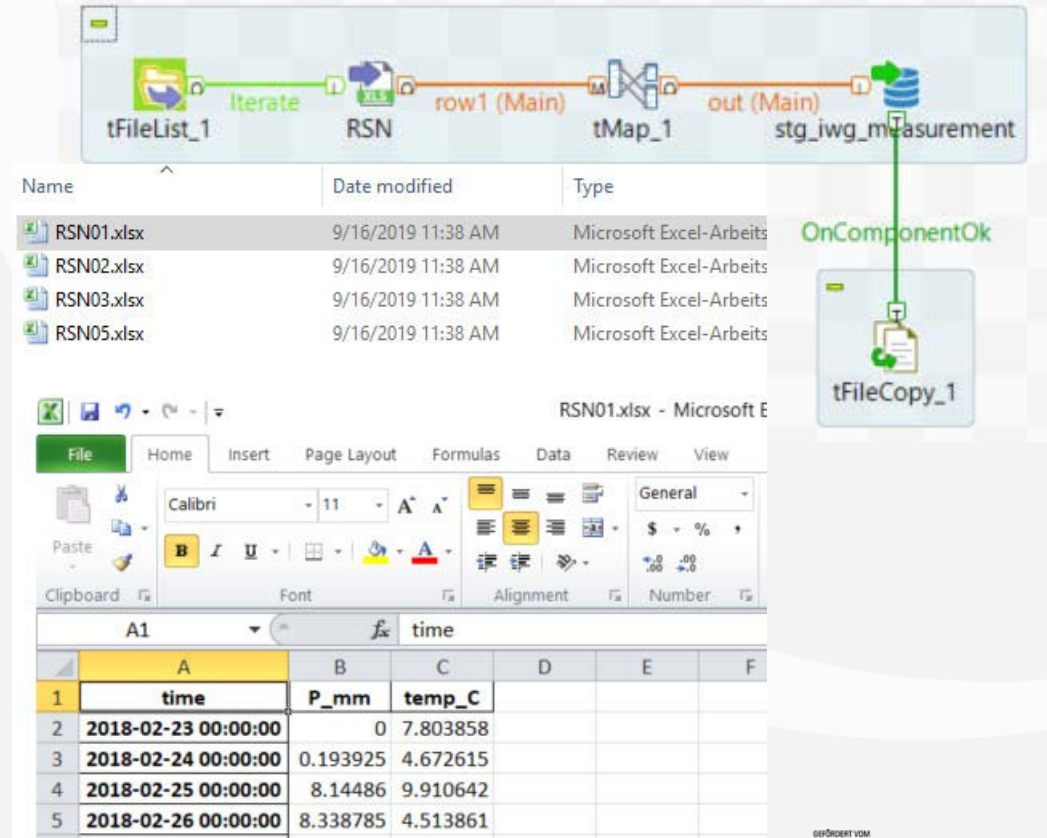 Iterate row1 (Main) out (Main)
tFileList_1 RSN tMap_1 stg_iwg_measurement
OnComponentOk
tFileCopy_1
Name Date modified Type
RSN01.xlsx 9/16/2019 11:38 AM Microsoft Excel-Arbeits
RSN02.xlsx 9/16/2019 11:38 AM Microsoft Excel-Arbeits
RSN03.xlsx 9/16/2019 11:38 AM Microsoft Excel-Arbeits
RSN05.xlsx 9/16/2019 11:38 AM Microsoft Excel-Arbeits
RSN01.xlsx - Microsoft E
File Home Insert Page Layout Formulas Data Review View
Calibri 11 A A General
Paste B I U A $ % ,
Clipboard Font Alignment Number
A1 fx time
A B C D E F
1 time P_mm temp_C
2 2018-02-23 00:00:00 0 7.803858
3 2018-02-24 00:00:00 0.193925 4.672615
4 2018-02-25 00:00:00 8.14486 9.910642
5 2018-02-26 00:00:00 8.338785 4.513861
GEFÖRDERT VOM